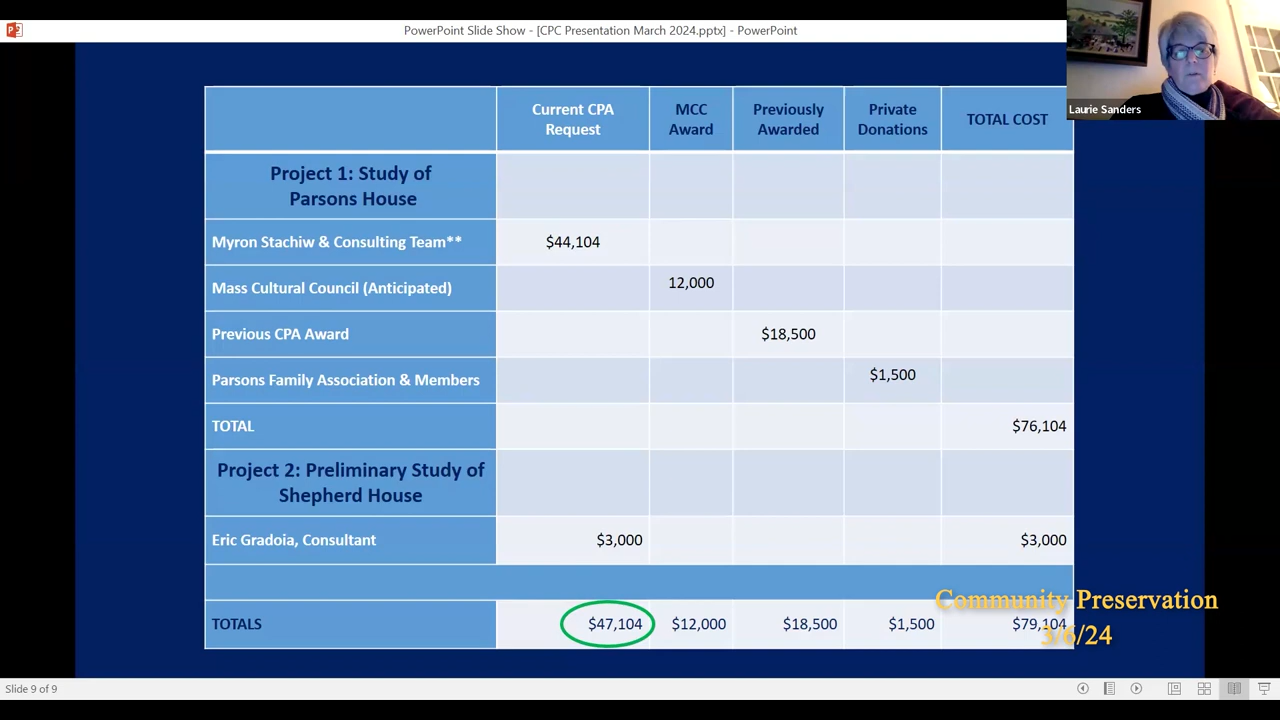 PowerPoint Slide Show - [CPC Presentation March 2024.pptx] - PowerPoint
Laurie Sanders
Current CPA Request
MCC Award
Previously Awarded
Private Donations
TOTAL COST
Project 1: Study of
Parsons House
Myron Stachiw & Consulting Team** $44,104
Mass Cultural Council (Anticipated) 12,000
Previous CPA Award $18,500
Parsons Family Association & Members $1,500
TOTAL $76,104
Project 2: Preliminary Study of
Shepherd House
Eric Gradoia, Consultant $3,000 $3,000
TOTALS $47,104 $12,000 $18,500 $1,500 $79,104
Community Preservation
3/6/24
Slide 9 of 9